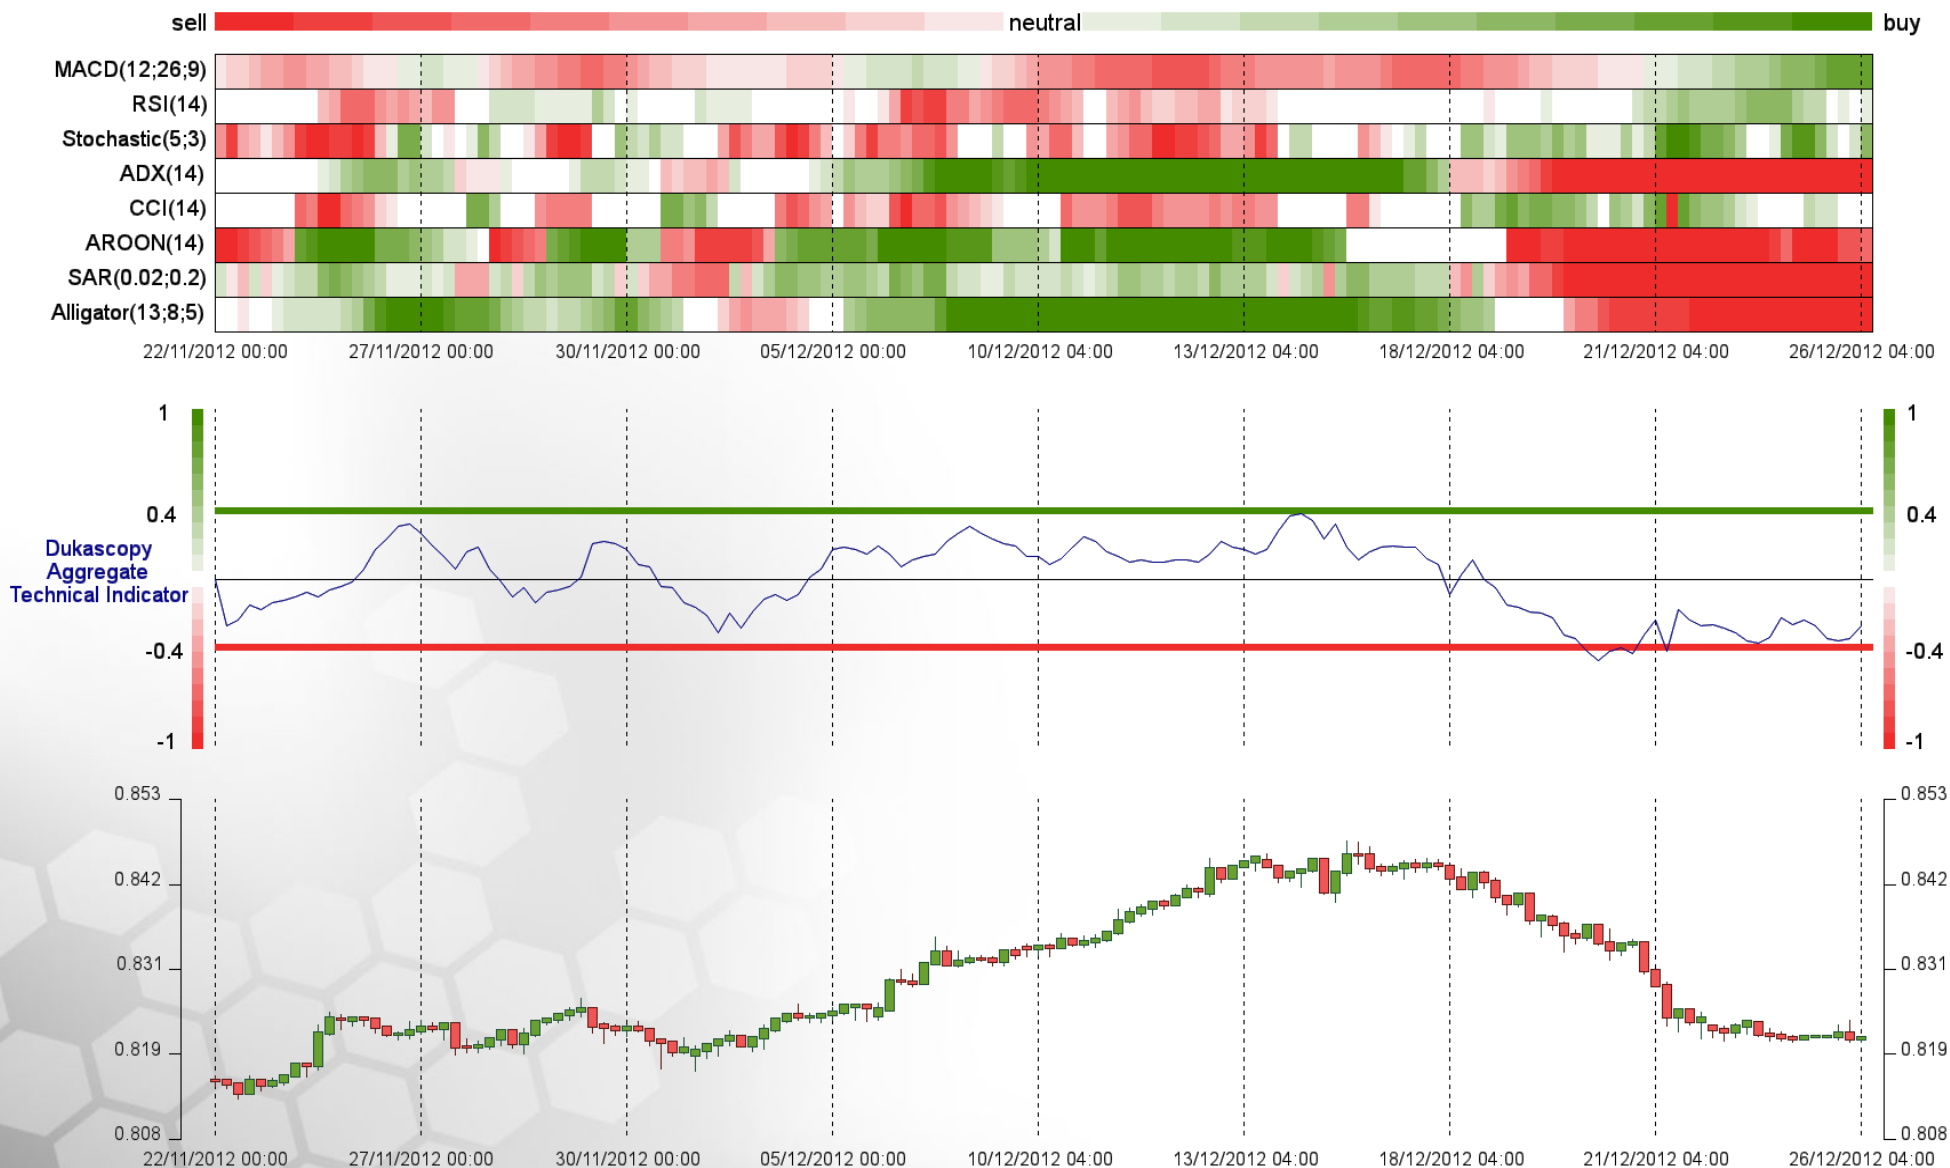 sell neutral buy
MACD(12;26;9)
RSI(14)
Stochastic(5;3)
ADX(14)
CCI(14)
AROON(14)
SAR(0.02;0.2)
Alligator(13;8;5)
22/11/2012 00:00 27/11/2012 00:00 30/11/2012 00:00 05/12/2012 00:00 10/12/2012 04:00 13/12/2012 04:00 18/12/2012 04:00 21/12/2012 04:00 26/12/2012 04:00
1 1
0.4 0.4
Dukascopy
Aggregate
Technical Indicator
-0.4 -0.4
-1 -1
0.853 0.853
0.842 0.842
0.831 0.831
0.819 0.819
0.808 0.808
22/11/2012 00:00 27/11/2012 00:00 30/11/2012 00:00 05/12/2012 00:00 10/12/2012 04:00 13/12/2012 04:00 18/12/2012 04:00 21/12/2012 04:00 26/12/2012 04:00